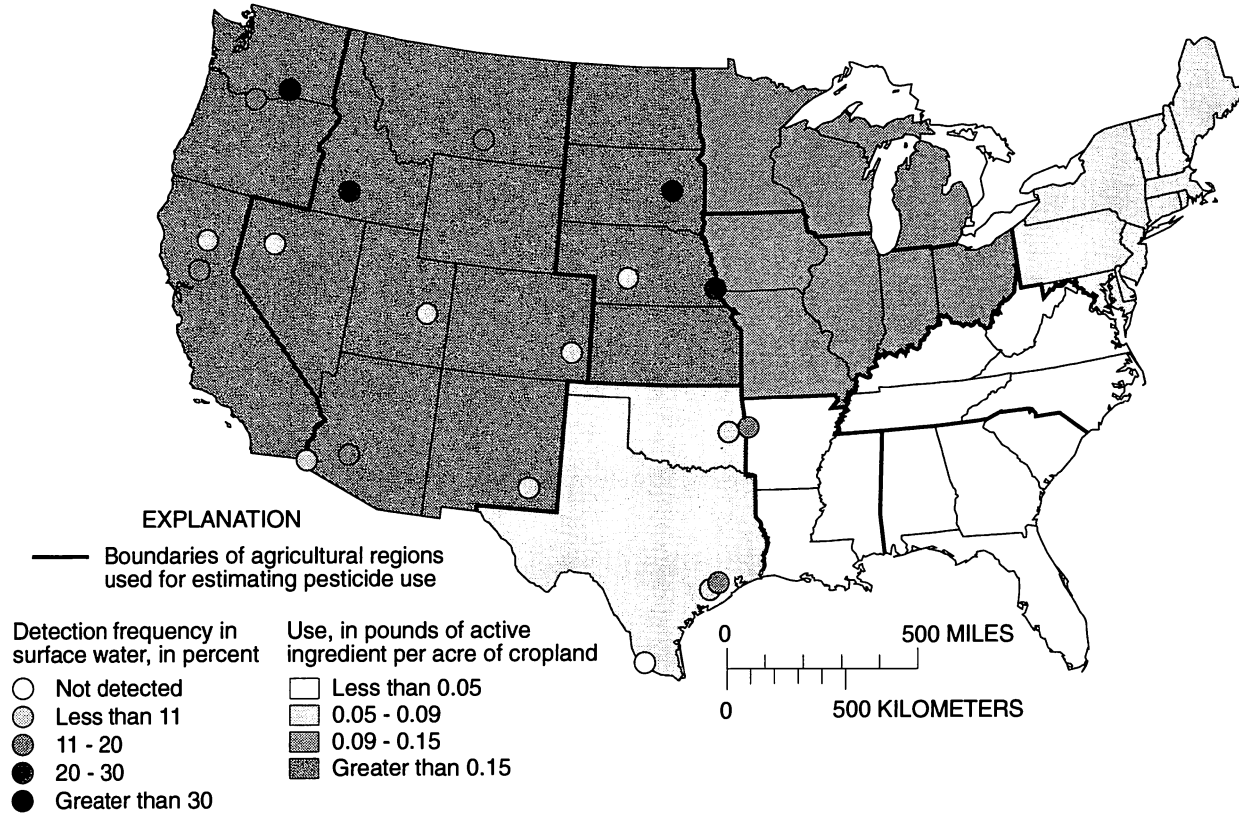 EXPLANATION
Boundaries of agricultural regions
used for estimating pesticide use
Detection frequency in
surface water, in percent
Not detected
Less than 11
11 - 20
20 - 30
Greater than 30
Use, in pounds of active
ingredient per acre of cropland
Less than 0.05
0.05 - 0.09
0.09 - 0.15
Greater than 0.15
0 500 MILES
0 500 KILOMETERS